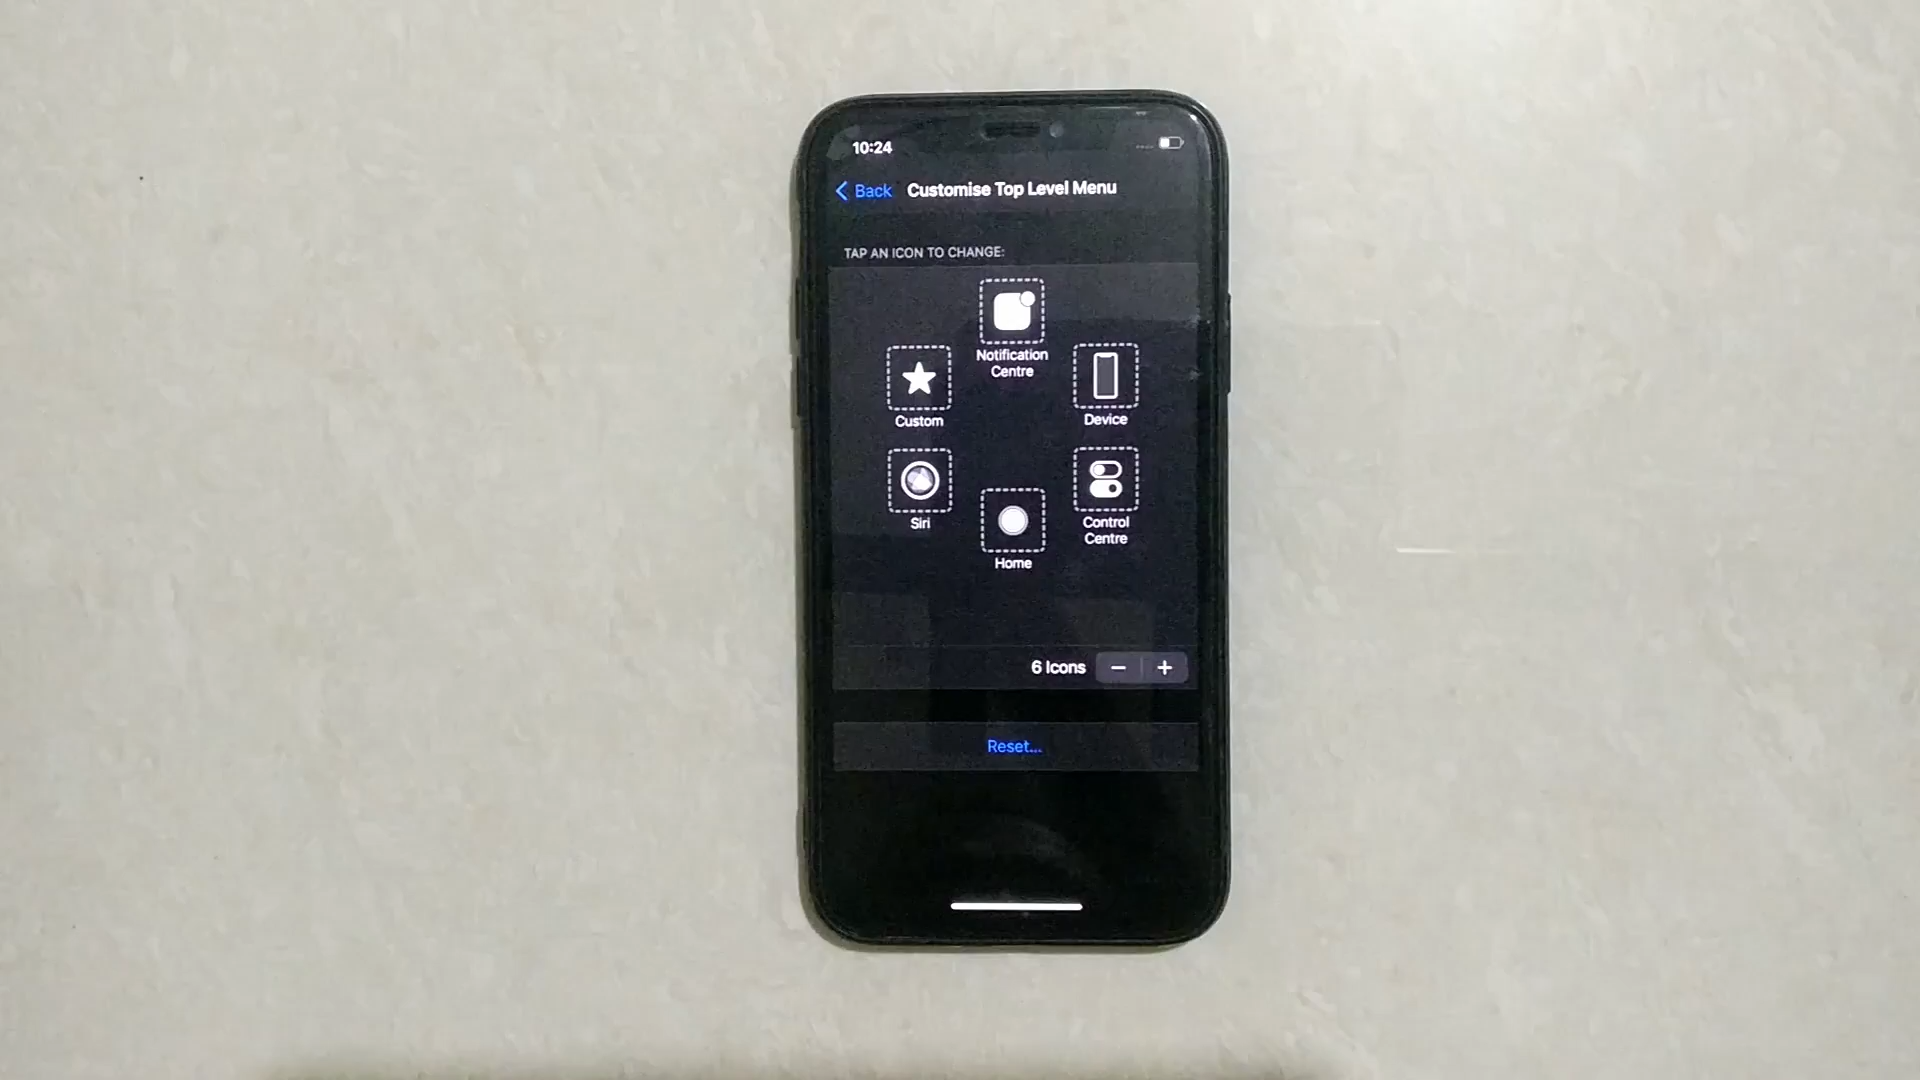 10:24
Back Customise Top Level Menu
TAP AN ICON TO CHANGE:
Notification
Centre
Custom
Device
Siri
Control
Centre
Home
6 Icons − +
Reset...